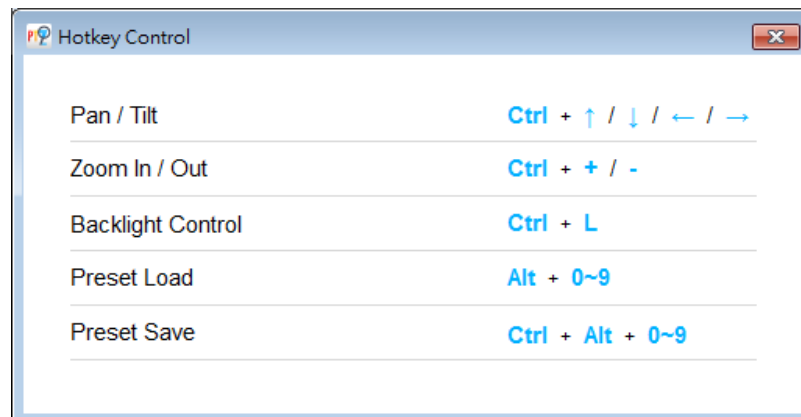 Hotkey Control
Pan / Tilt Ctrl + ↑ / ↓ / ← / →
Zoom In / Out Ctrl + + / -
Backlight Control Ctrl + L
Preset Load Alt + 0~9
Preset Save Ctrl + Alt + 0~9